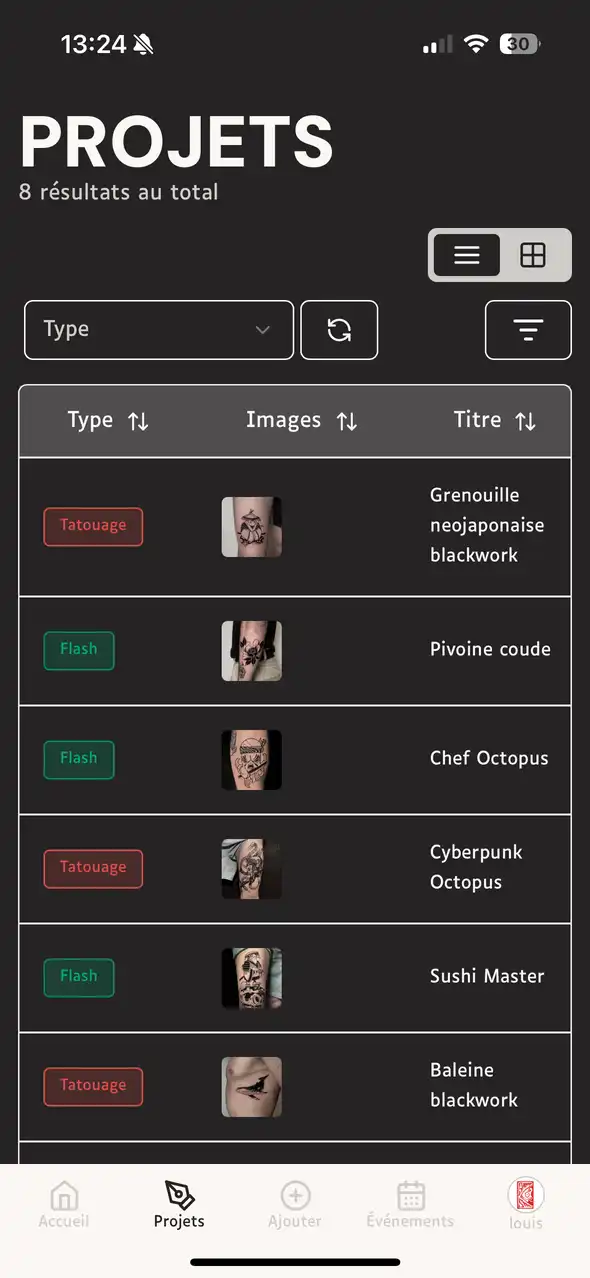 13:24
30
PROJETS
8 résultats au total
Type
Type Images Titre
Tatouage
Grenouille
neojaponaise
blackwork
Flash
Pivoine coude
Flash
Chef Octopus
Tatouage
Cyberpunk
Octopus
Flash
Sushi Master
Tatouage
Baleine
blackwork
Accueil Projets Ajouter Événements louis